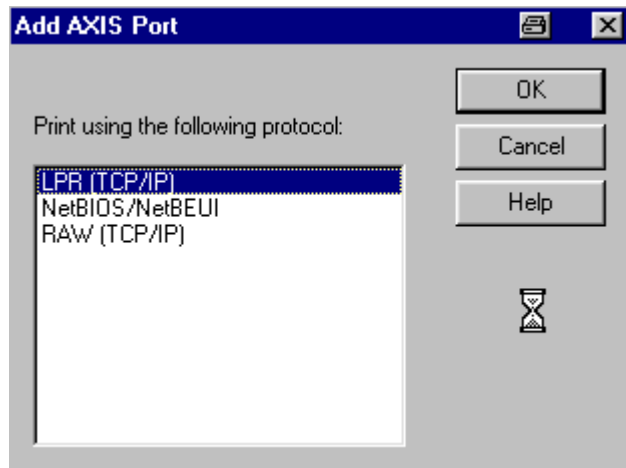 Add AXIS Port
OK
Print using the following protocol:
Cancel
LPR (TCP/IP)
NetBIOS/NetBEUI
Help
RAW (TCP/IP)